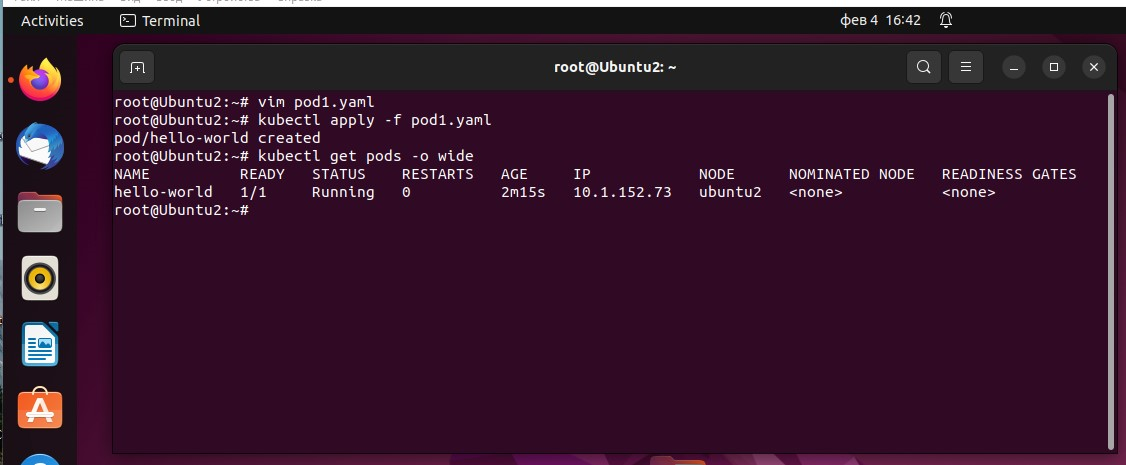 Activities
Terminal
фев 4 16:42
root@Ubuntu2: ~
root@Ubuntu2:~# vim pod1.yaml
root@Ubuntu2:~# kubectl apply -f pod1.yaml
pod/hello-world created
root@Ubuntu2:~# kubectl get pods -o wide
NAME READY STATUS RESTARTS AGE IP NODE NOMINATED NODE READINESS GATES
hello-world 1/1 Running 0 2m15s 10.1.152.73 ubuntu2 <none> <none>
root@Ubuntu2:~#